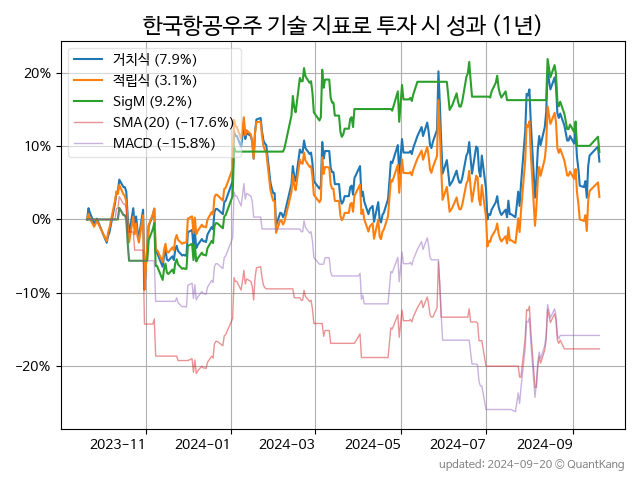 한국항공우주 기술 지표로 투자 시 성과 (1년)
거치식 (7.9%)
적립식 (3.1%)
SigM (9.2%)
SMA(20) (−17.6%)
MACD (−15.8%)
20%
10%
0%
−10%
−20%
2023-11 2024-01 2024-03 2024-05 2024-07 2024-09
updated: 2024-09-20 © QuantKang